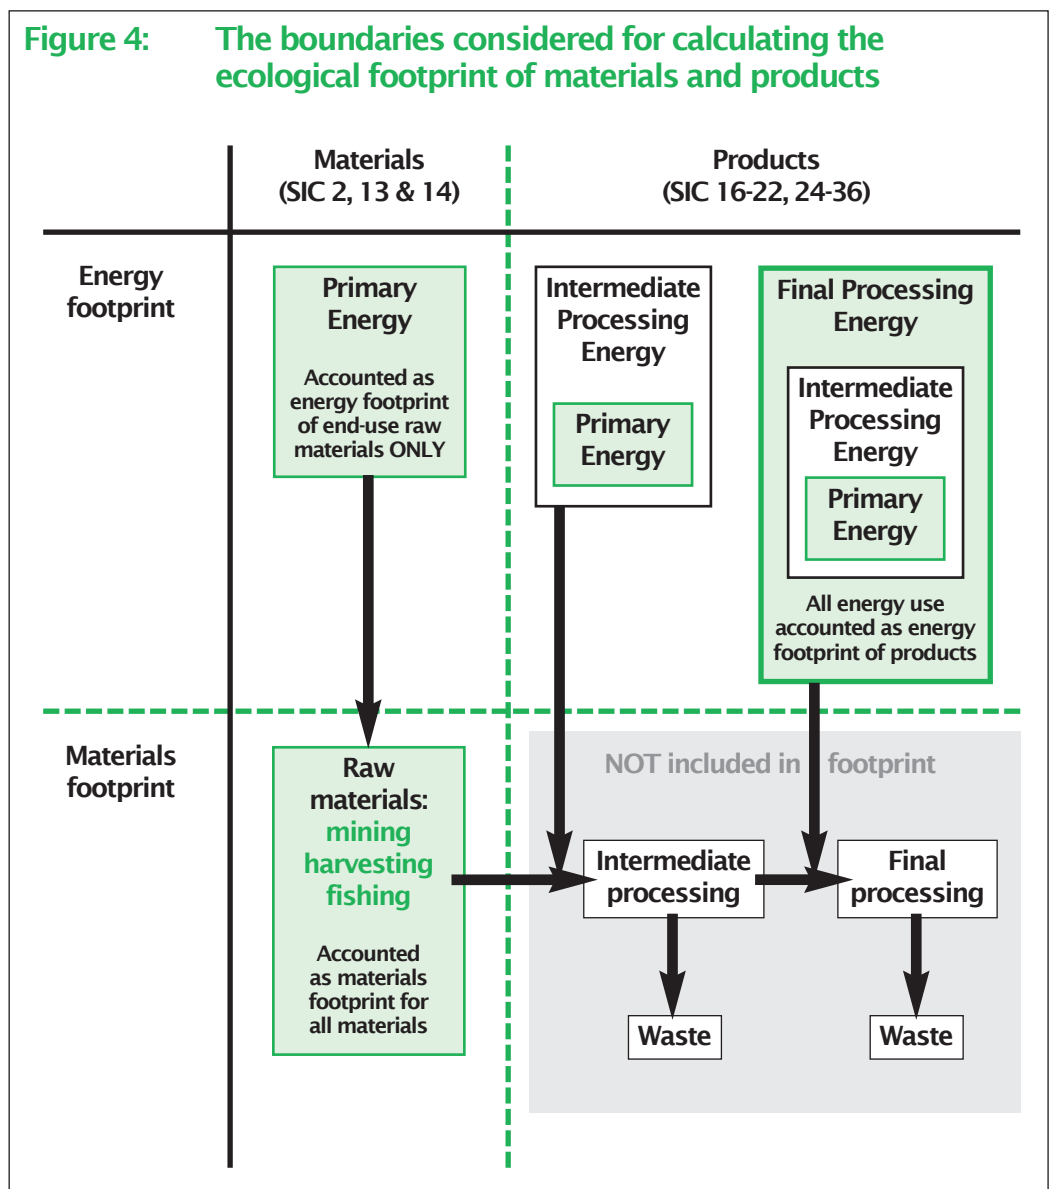 Figure 4: The boundaries considered for calculating the
ecological footprint of materials and products
Materials
(SIC 2, 13 & 14)
Products
(SIC 16-22, 24-36)
Energy
footprint
Primary
Energy
Accounted as
energy footprint
of end-use raw
materials ONLY
Intermediate
Processing
Energy
Primary
Energy
Final Processing
Energy
Intermediate
Processing
Energy
Primary
Energy
All energy use
accounted as energy
footprint of products
Materials
footprint
Raw
materials:
mining
harvesting
fishing
Accounted
as materials
footprint for
all materials
NOT included in footprint
Intermediate
processing
Final
processing
Waste
Waste